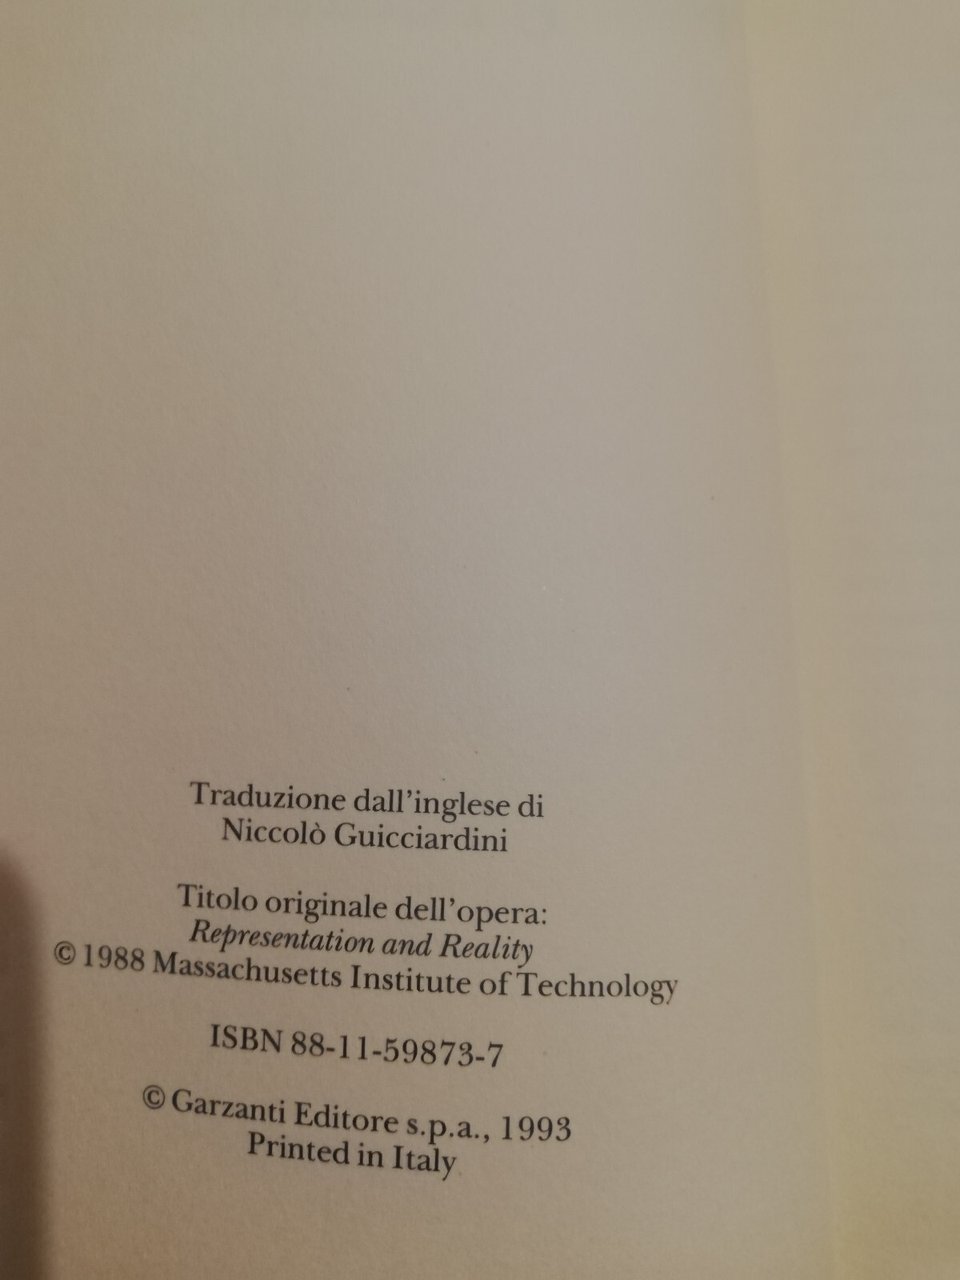 Traduzione dall'inglese di
Niccolò Guicciardini
Titolo originale dell'opera:
Representation and Reality
© 1988 Massachusetts Institute of Technology
ISBN 88-11-59873-7
© Garzanti Editore s.p.a., 1993
Printed in Italy